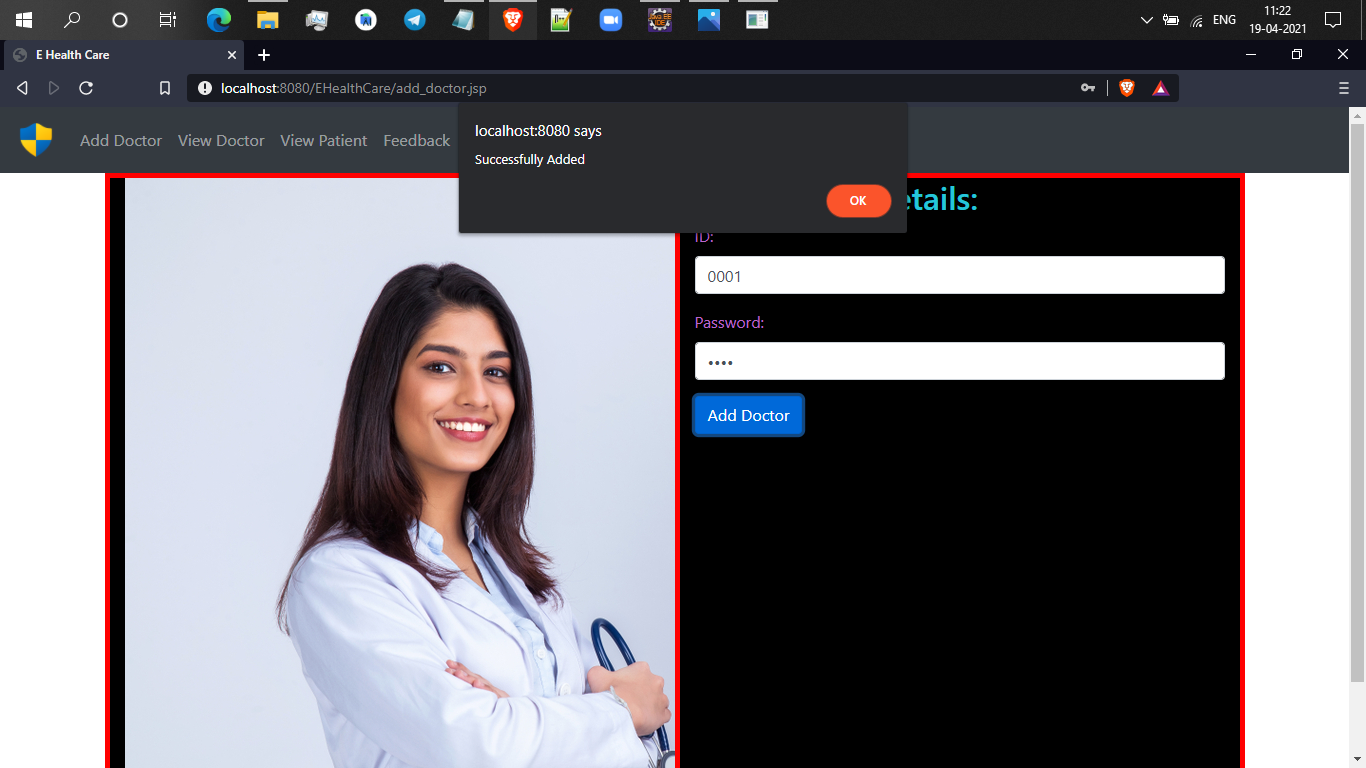 11:22
ENG
19-04-2021
E Health Care
localhost:8080/EHealthCare/add_doctor.jsp
Add Doctor View Doctor View Patient Feedback
localhost:8080 says
Successfully Added
OK
etails:
ID:
0001
Password:
Add Doctor